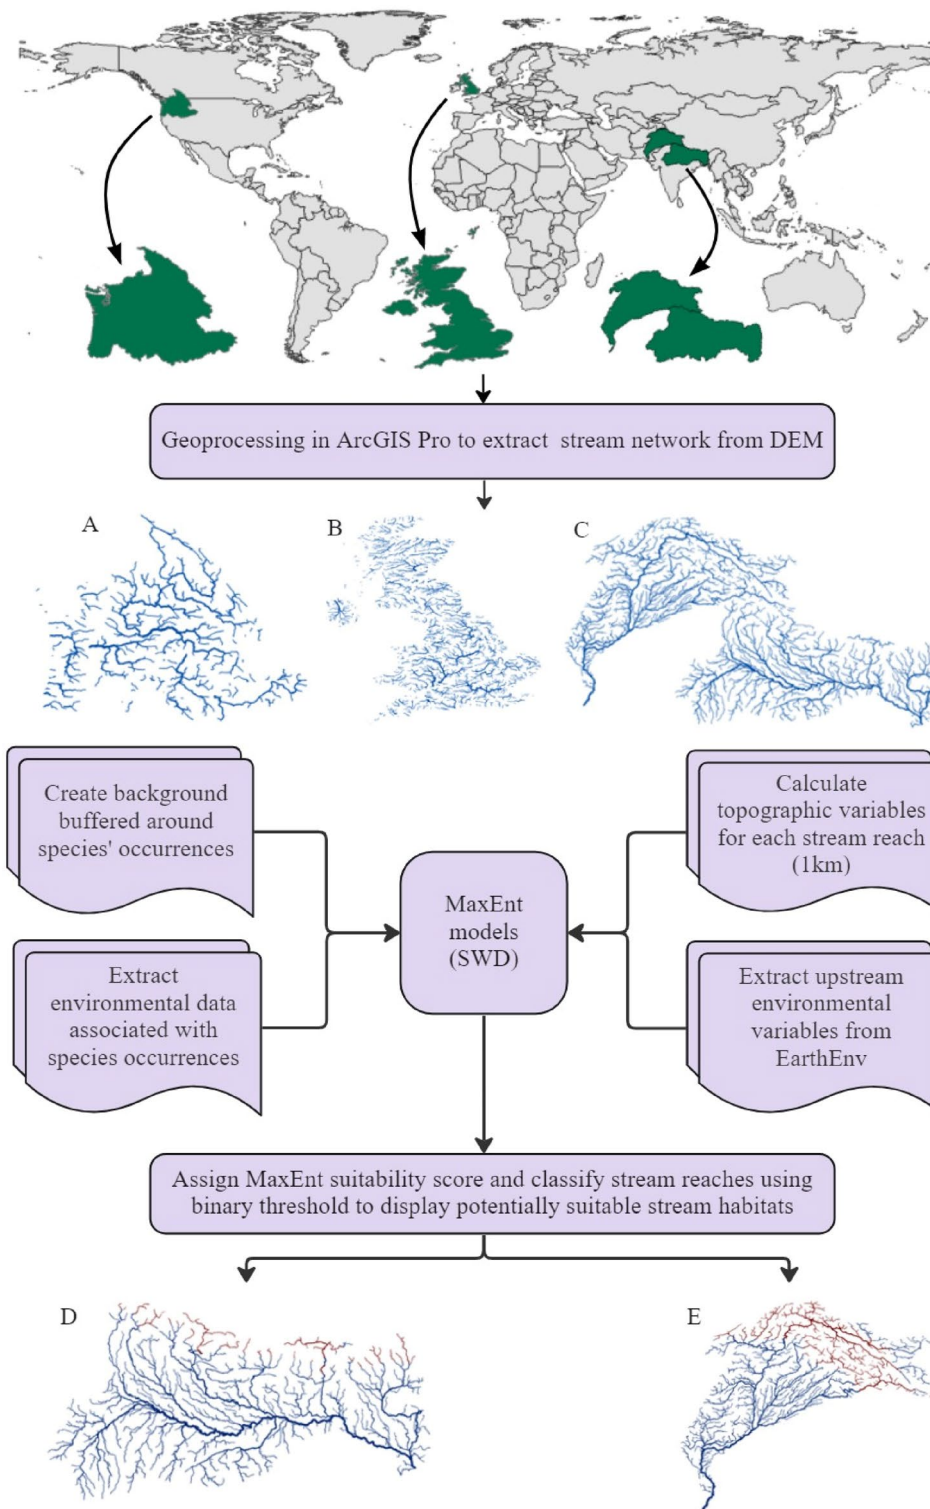 Geoprocessing in ArcGIS Pro to extract stream network from DEM
A
B
C
Create background
buffered around
species' occurrences
Calculate
topographic variables
for each stream reach
(1km)
MaxEnt
models
(SWD)
Extract
environmental data
associated with
species occurrences
Extract upstream
environmental
variables from
EarthEnv
Assign MaxEnt suitability score and classify stream reaches using
binary threshold to display potentially suitable stream habitats
D
E